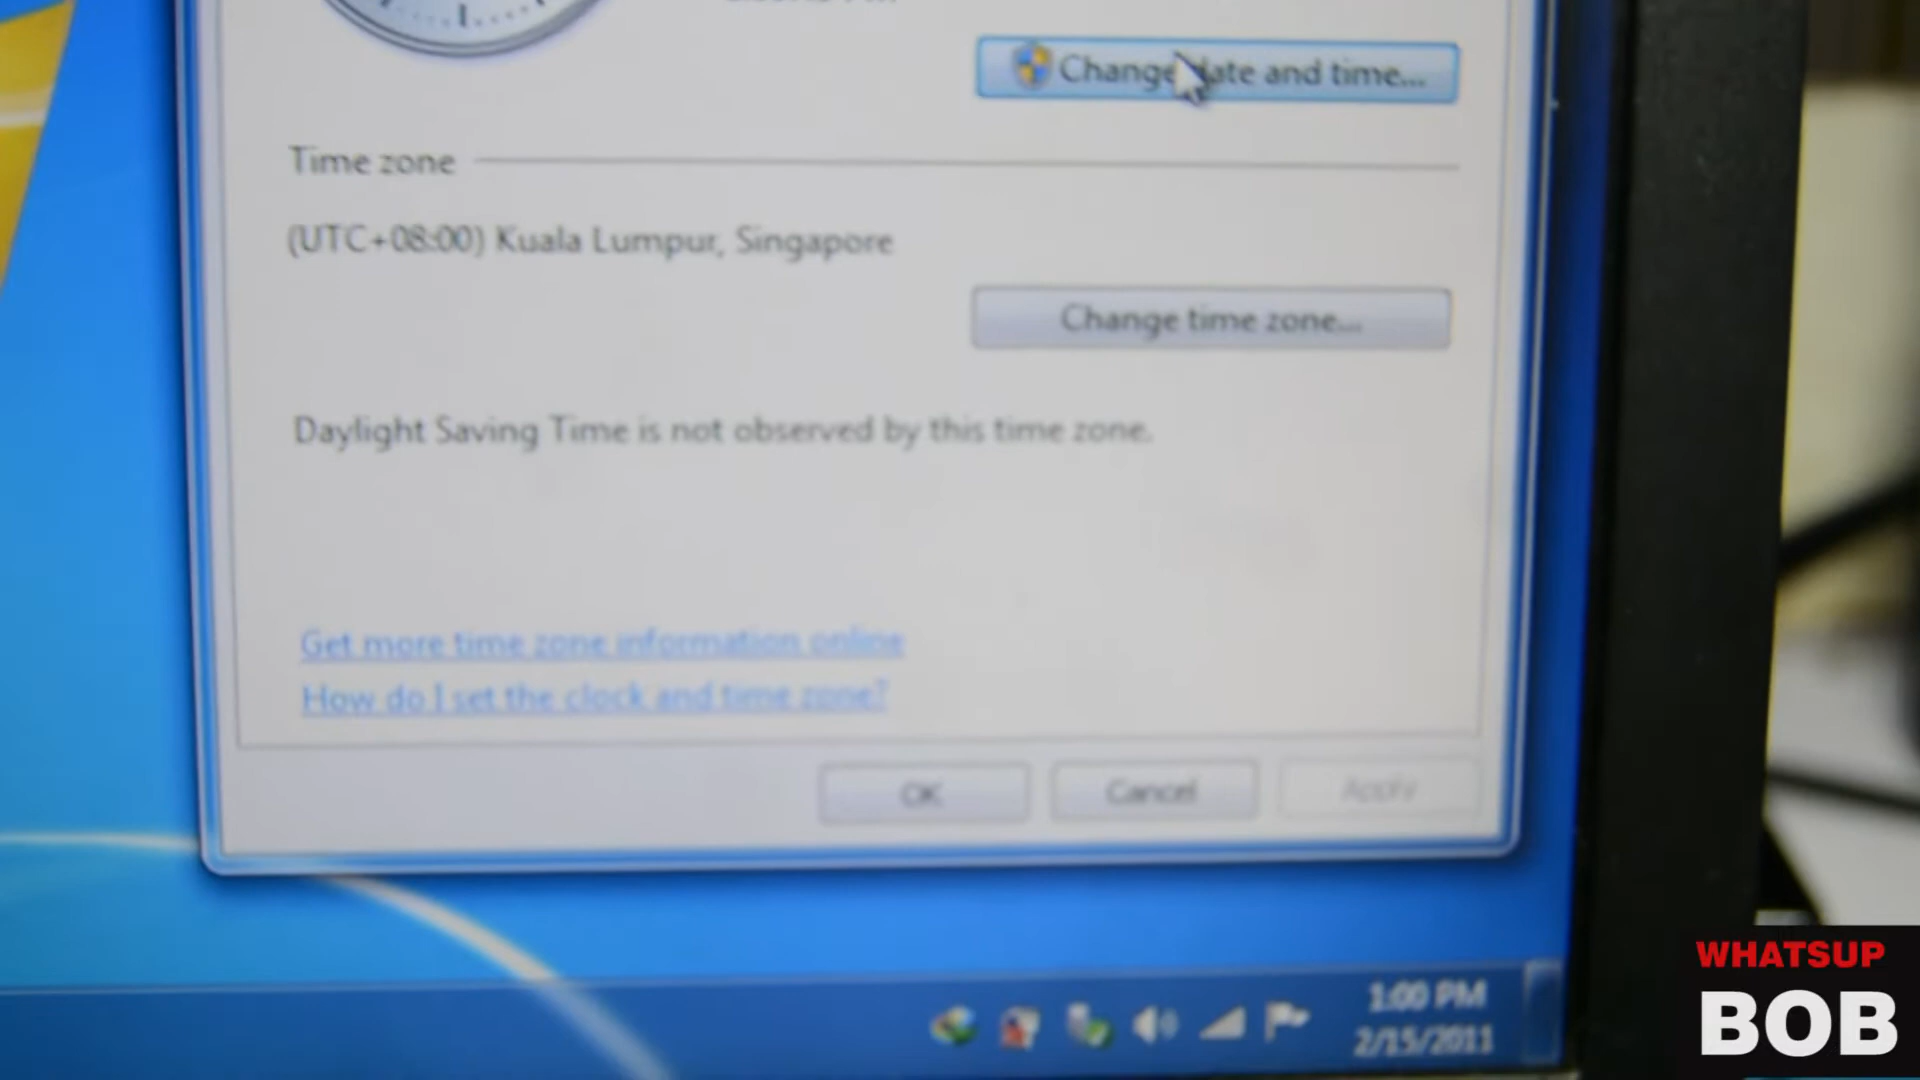 Change date and time...
Time zone
(UTC+08:00) Kuala Lumpur, Singapore
Change time zone...
Daylight Saving Time is not observed by this time zone.
Get more time zone information online
How do I set the clock and time zone?
OK
Cancel
Apply
1:00 PM
2/15/2011
WHATSUP
BOB